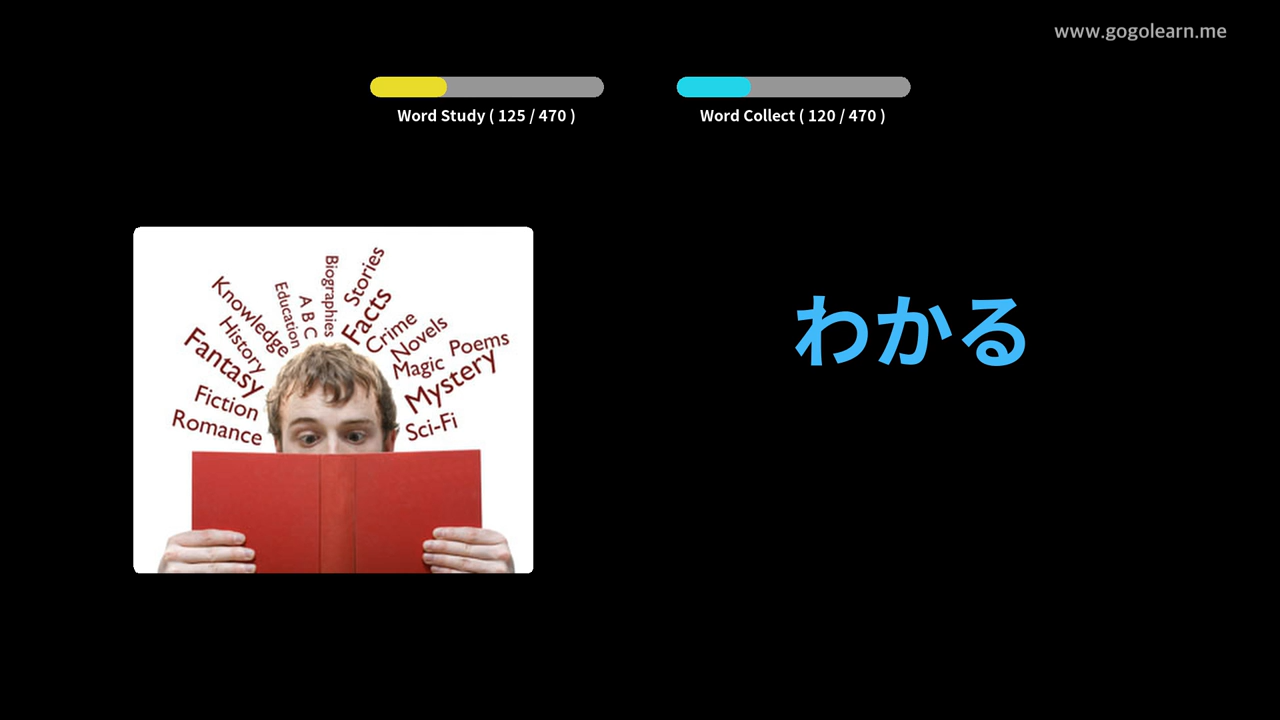 www.gogolearn.me
Word Study ( 125 / 470 )
Word Collect ( 120 / 470 )
Knowledge
History
Fantasy
Fiction
Romance
Education
A B C
Biographies
Stories
Facts
Crime
Novels
Magic
Poems
Mystery
Sci-Fi
わかる